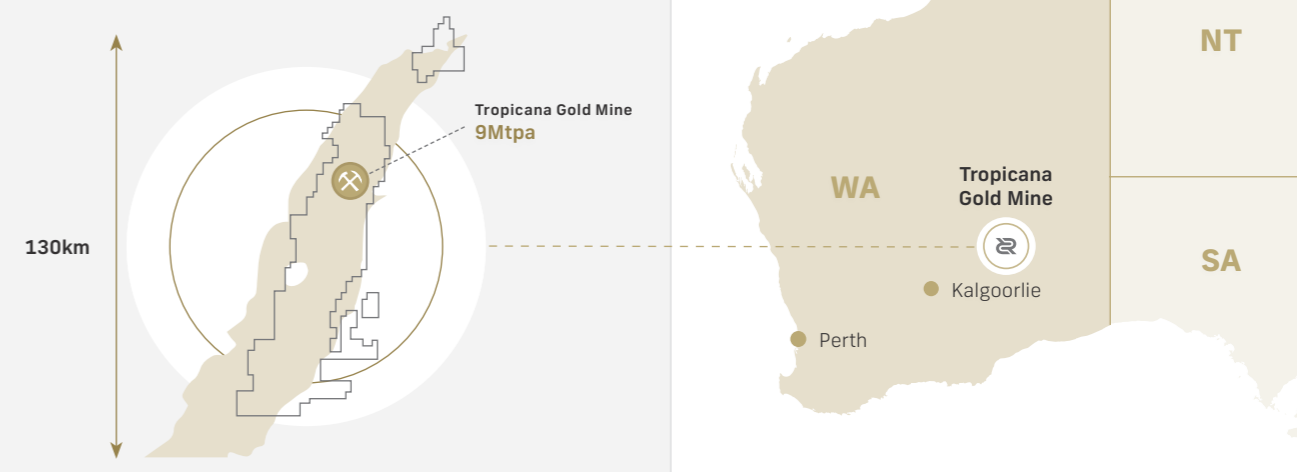 130km
Tropicana Gold Mine
9Mtpa
WA
Tropicana
Gold Mine
Kalgoorlie
Perth
NT
SA